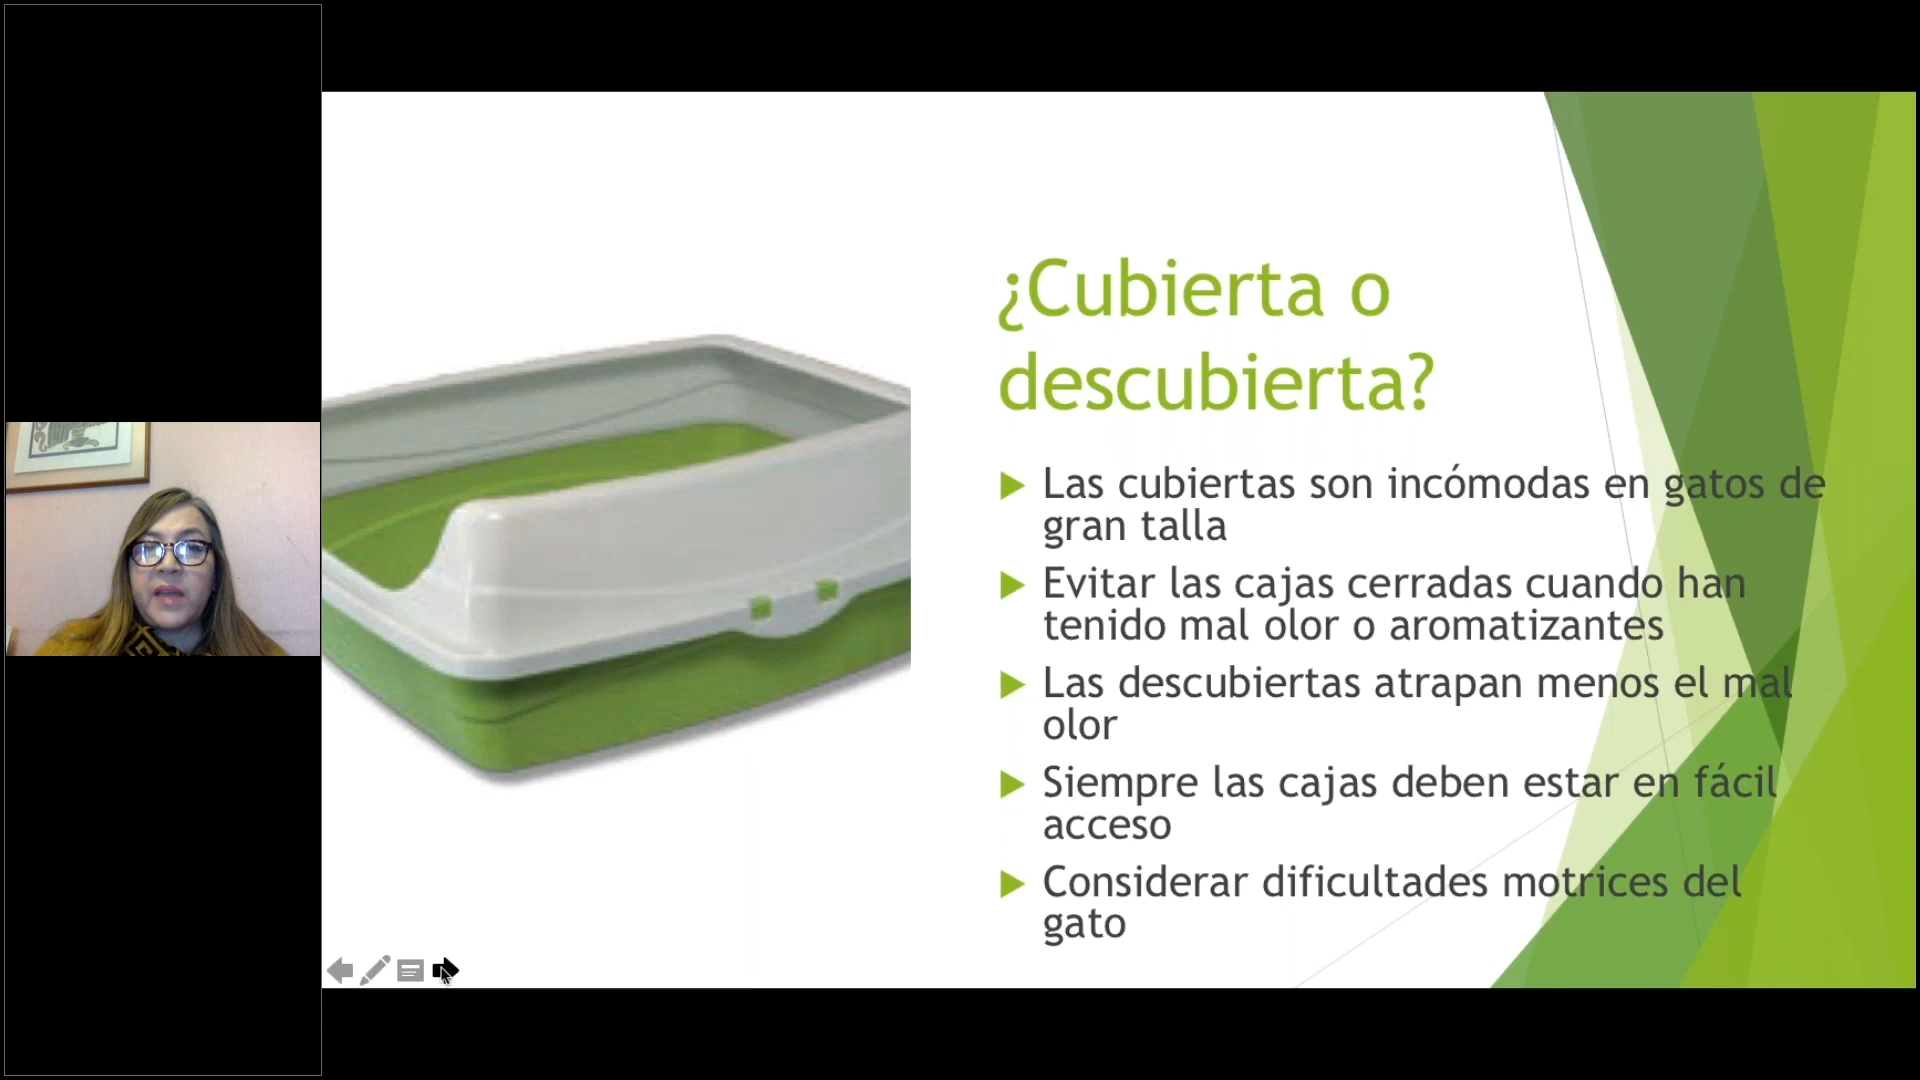 ¿Cubierta o
descubierta?
Las cubiertas son incómodas en gatos de
gran talla
Evitar las cajas cerradas cuando han
tenido mal olor o aromatizantes
Las descubiertas atrapan menos el mal
olor
Siempre las cajas deben estar en fácil
acceso
Considerar dificultades motrices del
gato